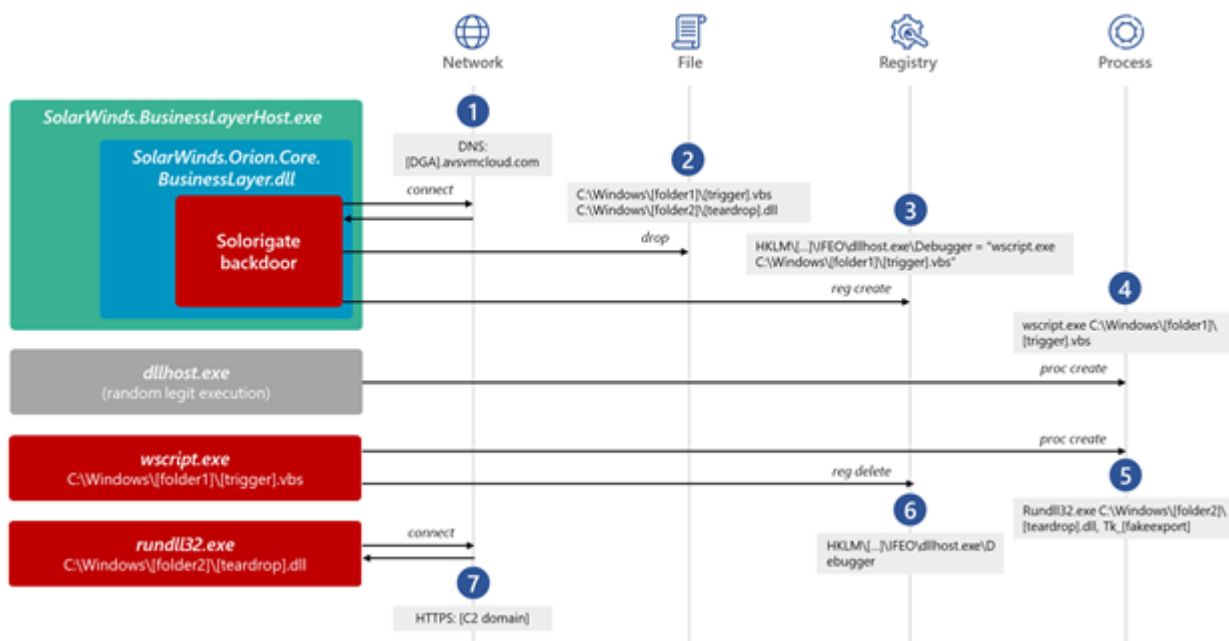 Network
File
Registry
Process
SolarWinds.BusinessLayerHost.exe
SolarWinds.Orion.Core.
BusinessLayer.dll
Solorigate
backdoor
1
DNS:
[DGA].avsvmcloud.com
connect
2
C:\Windows\[folder1]\[trigger].vbs
C:\Windows\[folder2]\[teardrop].dll
drop
3
HKLM\[...]\IFEO\dllhost.exe\Debugger = "wscript.exe
C:\Windows\[folder1]\[trigger].vbs"
reg create
4
wscript.exe C:\Windows\[folder1]\
[trigger].vbs
dllhost.exe
(random legit execution)
proc create
wscript.exe
C:\Windows\[folder1]\[trigger].vbs
proc create
reg delete
5
Rundll32.exe C:\Windows\[folder2]\
[teardrop].dll, Tk_[fakeexport]
6
HKLM\[...]\IFEO\dllhost.exe\D
ebugger
rundll32.exe
C:\Windows\[folder2]\[teardrop].dll
connect
7
HTTPS: [C2 domain]